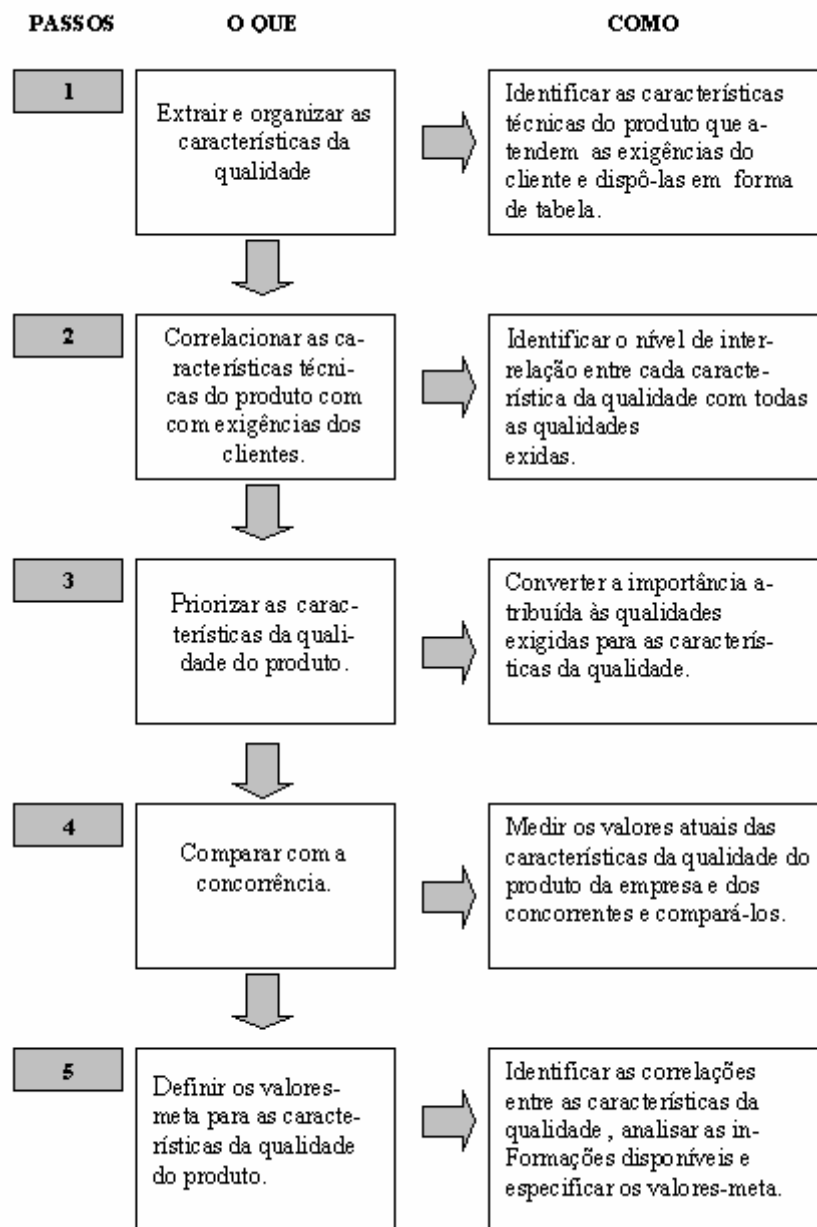 PASSOS O QUE COMO
1
Extrair e organizar as
características da
qualidade
Identificar as características
técnicas do produto que a-
tendem as exigências do
cliente e dispô-las em forma
de tabela.
2
Correlacionar as ca-
racterísticas técni-
cas do produto com
com exigências dos
clientes.
Identificar o nível de inter-
relação entre cada caracte-
rística da qualidade com todas
as qualidades
exidas.
3
Priorizar as carac-
terísticas da quali-
dade do produto.
Converter a importância a-
tribuída às qualidades
exigidas para as caracterís-
ticas da qualidade.
4
Comparar com a
concorrência.
Medir os valores atuais das
características da qualidade do
produto da empresa e dos
concorrentes e compará-los.
5
Definir os valores-
meta para as caracte-
rísticas da qualidade
do produto.
Identificar as correlações
entre as características da
qualidade , analisar as in-
Formações disponíveis e
especificar os valores-meta.